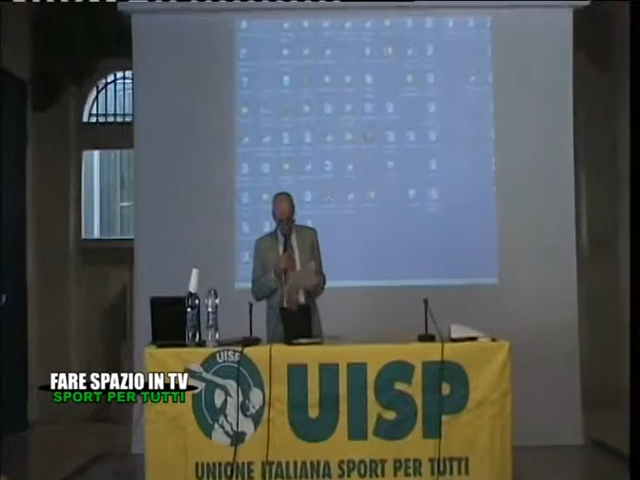 FARE SPAZIO IN TV
SPORT PER TUTTI
UISP
UISP
UNIONE ITALIANA SPORT PER TUTTI